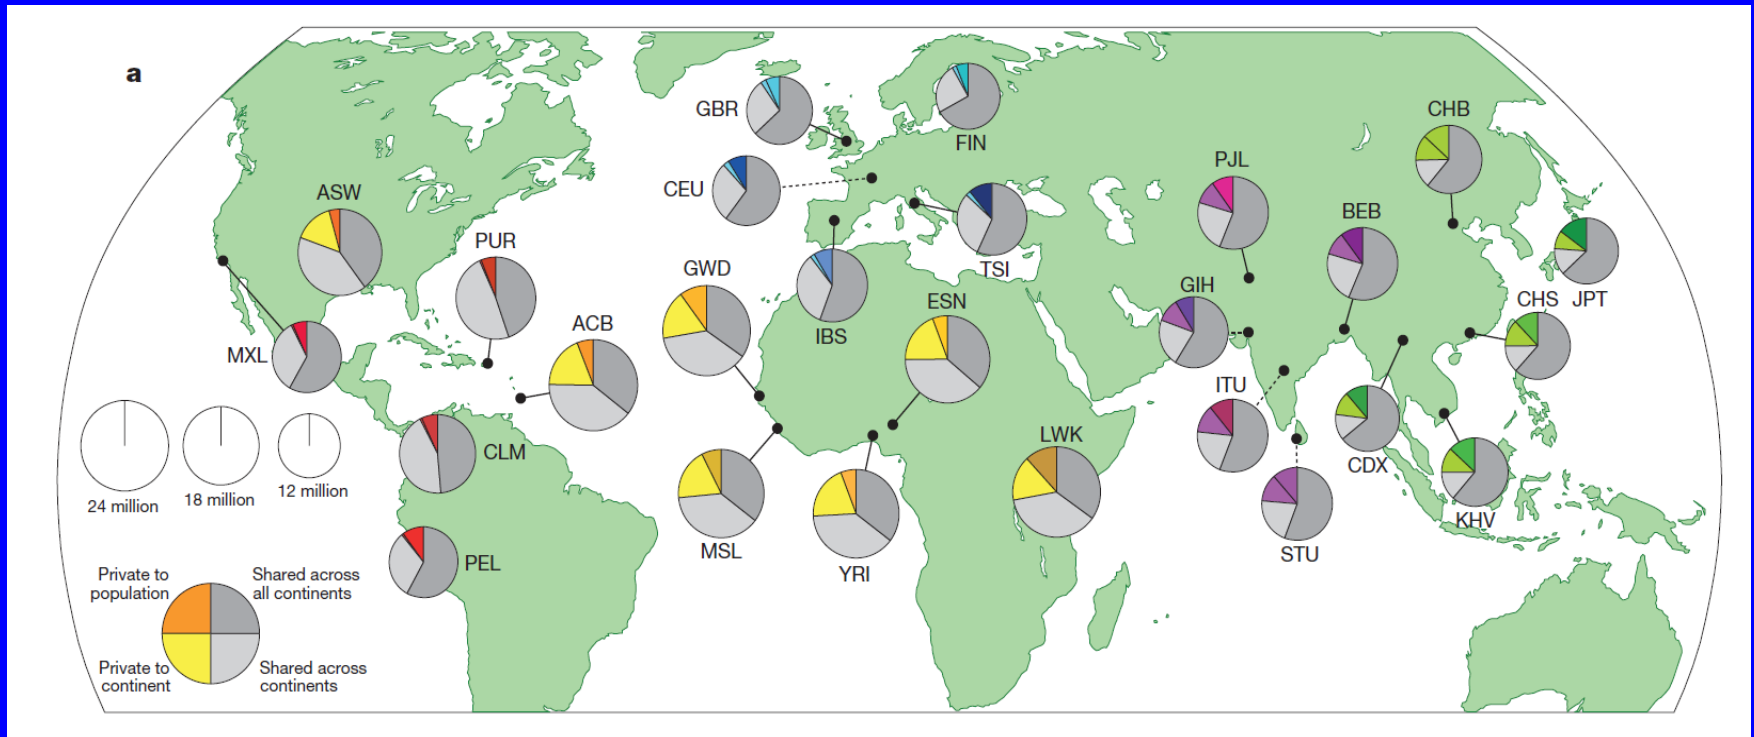 a
GBR
FIN
CHB
CEU
PJL
ASW
BEB
PUR
TSI
GWD
GIH
ESN
CHS
JPT
ACB
IBS
MXL
ITU
LWK
CLM
CDX
24 million
18 million
12 million
KHV
MSL
STU
PEL
YRI
Private to
population
Shared across
all continents
Private to
continent
Shared across
continents